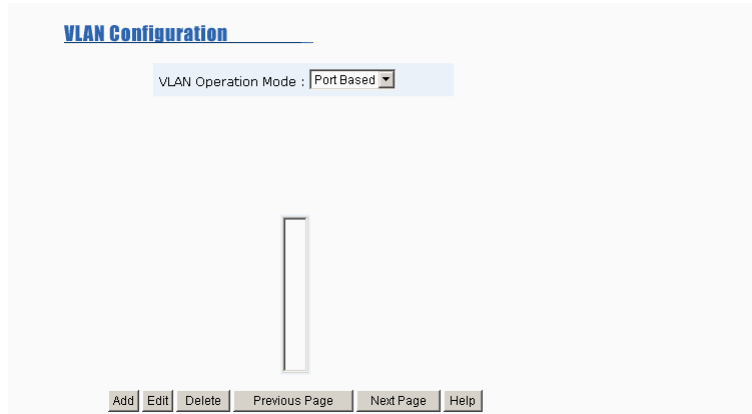 VLAN Configuration
VLAN Operation Mode : Port Based
Add Edit Delete Previous Page Next Page Help